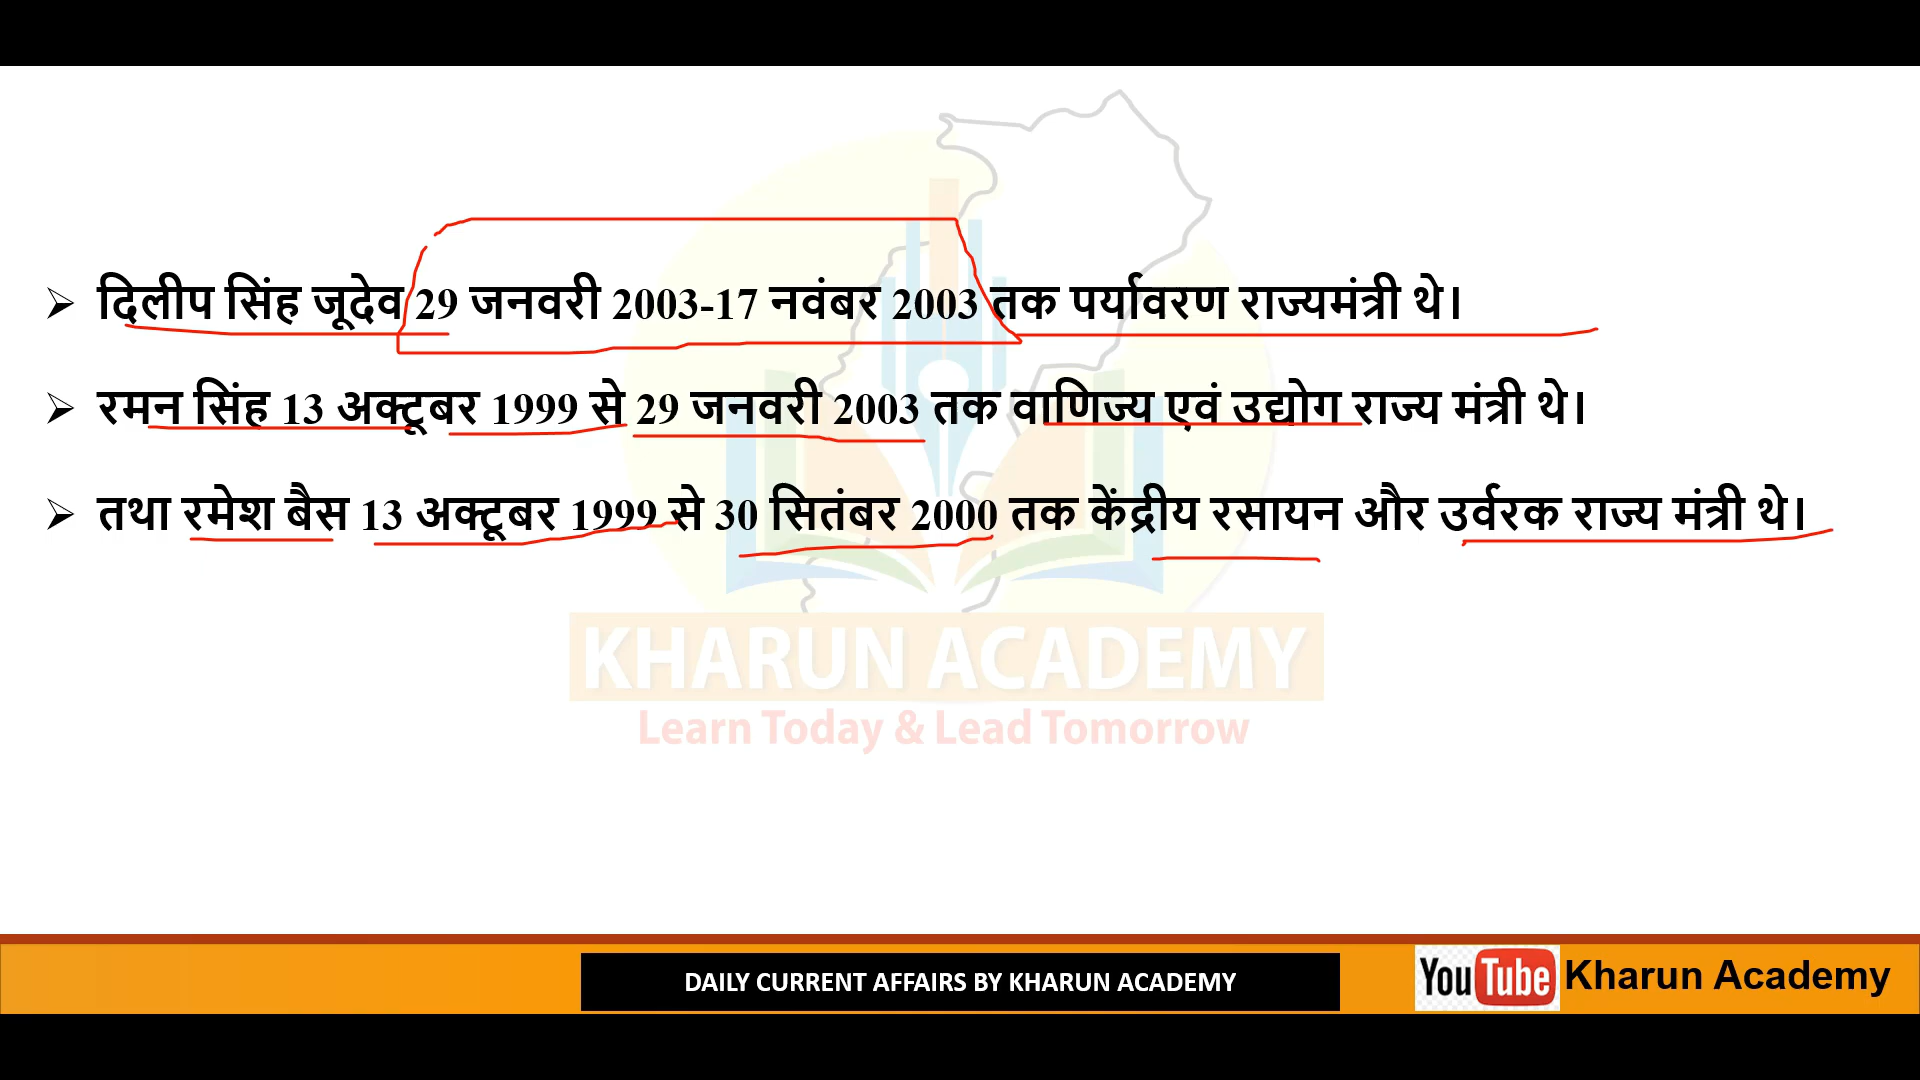 ➢ दिलीप सिंह जूदेव 29 जनवरी 2003-17 नवंबर 2003 तक पर्यावरण राज्यमंत्री थे।
➢ रमन सिंह 13 अक्टूबर 1999 से 29 जनवरी 2003 तक वाणिज्य एवं उद्योग राज्य मंत्री थे।
➢ तथा रमेश बैस 13 अक्टूबर 1999 से 30 सितंबर 2000 तक केंद्रीय रसायन और उर्वरक राज्य मंत्री थे।
KHARUN ACADEMY
Learn Today & Lead Tomorrow
DAILY CURRENT AFFAIRS BY KHARUN ACADEMY
YouTube Kharun Academy